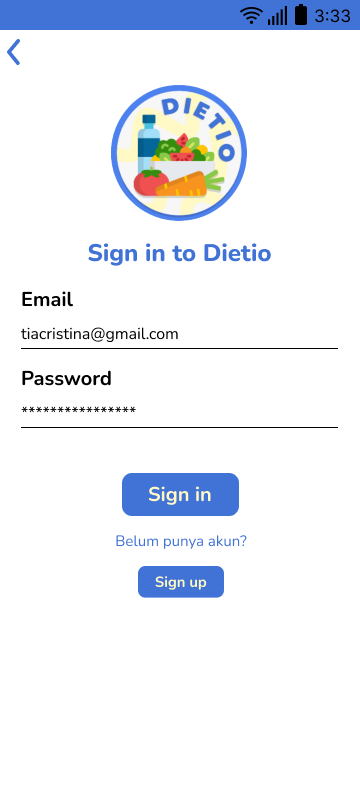 3:33
DIETIO
Sign in to Dietio
Email
tiacristina@gmail.com
Password
****************
Sign in
Belum punya akun?
Sign up